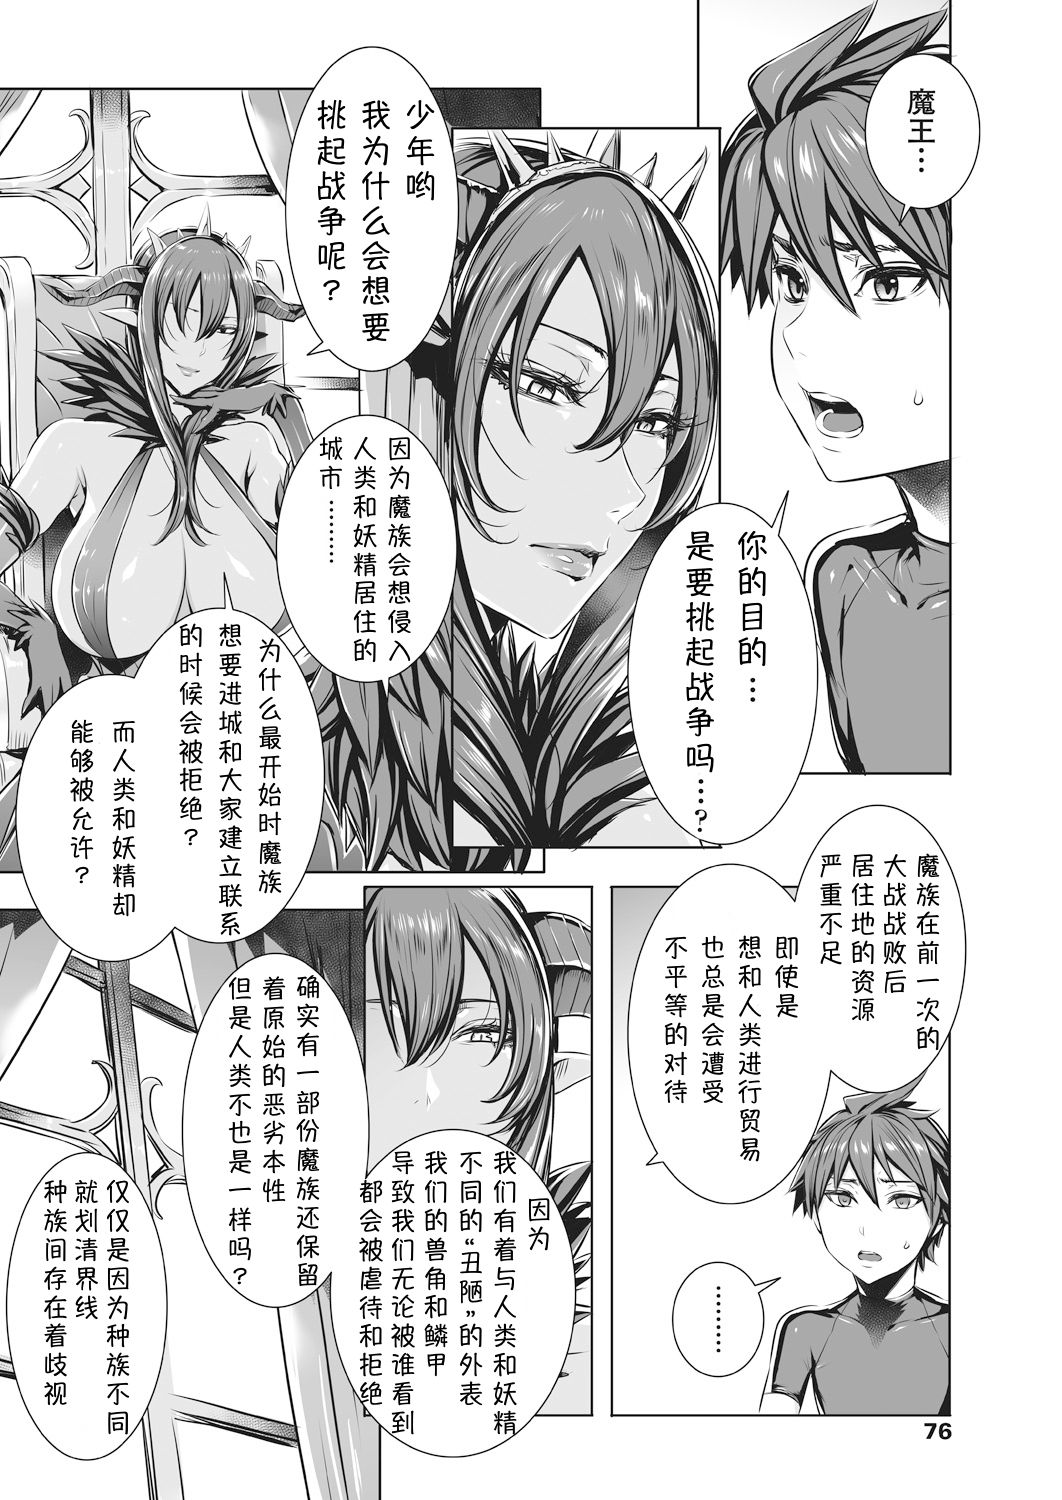 魔王…
你的目的…
是要挑起战争吗…?
少年哟
我为什么会想要
挑起战争呢?
因为魔族会想侵入
人类和妖精居住的
城市………
为什么最开始时魔族
想要进城和大家建立联系
的时候会被拒绝?
而人类和妖精却
能够被允许?
魔族在前一次的
大战战败后
居住地的资源
严重不足
即使是
想和人类进行贸易
也总是会遭受
不平等的对待
……
因为
我们有着与人类和妖精
不同的“丑陋”的外表
我们的兽角和鳞甲
导致我们无论被谁看到
都会被虐待和拒绝
确实有一部份魔族还保留
着原始的恶劣本性
但是人类不也是一样吗?
仅仅是因为种族不同
就划清界线
种族间存在着歧视
76